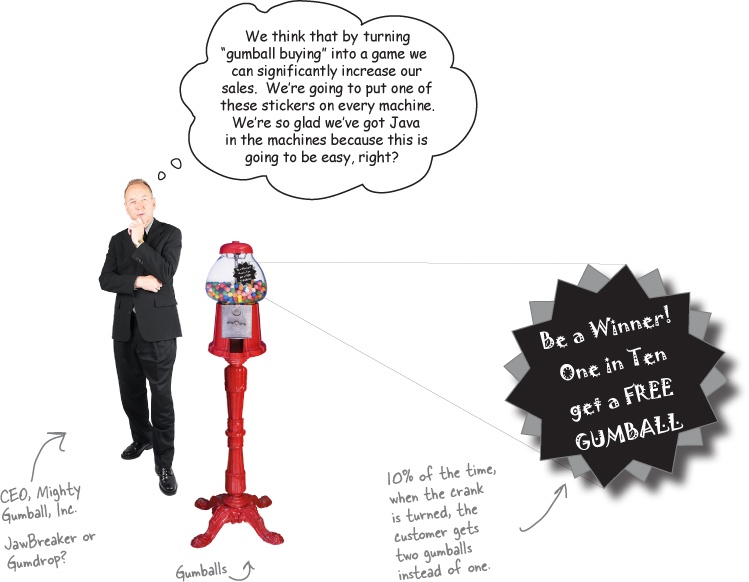 We think that by turning
“gumball buying” into a game we
can significantly increase our
sales.  We’re going to put one of
these stickers on every machine.
We’re so glad we’ve got Java
in the machines because this is
going to be easy, right?
Be a Winner!
One in Ten
get a FREE
GUMBALL
CEO, Mighty
Gumball, Inc.
JawBreaker or
Gumdrop?
Gumballs
10% of the time,
when the crank
is turned, the
customer gets
two gumballs
instead of one.